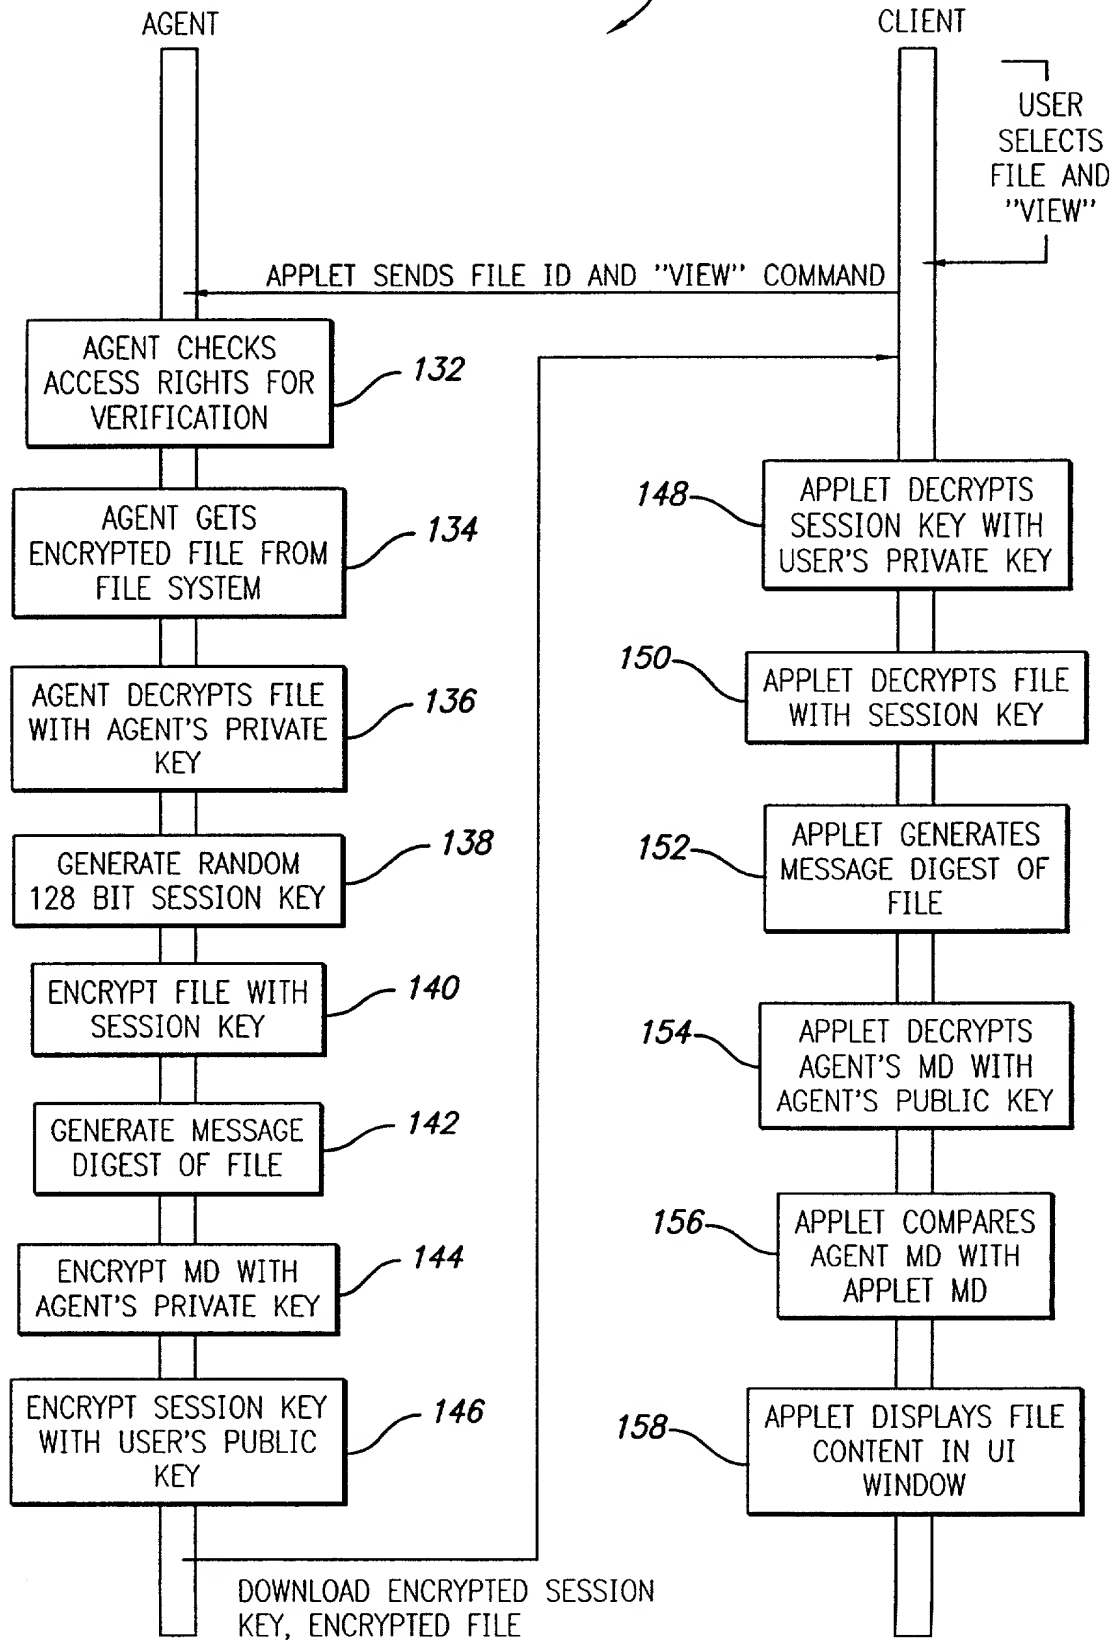 AGENT
CLIENT
USER
SELECTS
FILE AND
"VIEW"
APPLET SENDS FILE ID AND "VIEW" COMMAND
AGENT CHECKS
ACCESS RIGHTS FOR
VERIFICATION
132
AGENT GETS
ENCRYPTED FILE FROM
FILE SYSTEM
134
AGENT DECRYPTS FILE
WITH AGENT'S PRIVATE
KEY
136
GENERATE RANDOM
128 BIT SESSION KEY
138
ENCRYPT FILE WITH
SESSION KEY
140
GENERATE MESSAGE
DIGEST OF FILE
142
ENCRYPT MD WITH
AGENT'S PRIVATE KEY
144
ENCRYPT SESSION KEY
WITH USER'S PUBLIC
KEY
146
DOWNLOAD ENCRYPTED SESSION
KEY, ENCRYPTED FILE
148
APPLET DECRYPTS
SESSION KEY WITH
USER'S PRIVATE KEY
150
APPLET DECRYPTS FILE
WITH SESSION KEY
152
APPLET GENERATES
MESSAGE DIGEST OF
FILE
154
APPLET DECRYPTS
AGENT'S MD WITH
AGENT'S PUBLIC KEY
156
APPLET COMPARES
AGENT MD WITH
APPLET MD
158
APPLET DISPLAYS FILE
CONTENT IN UI
WINDOW